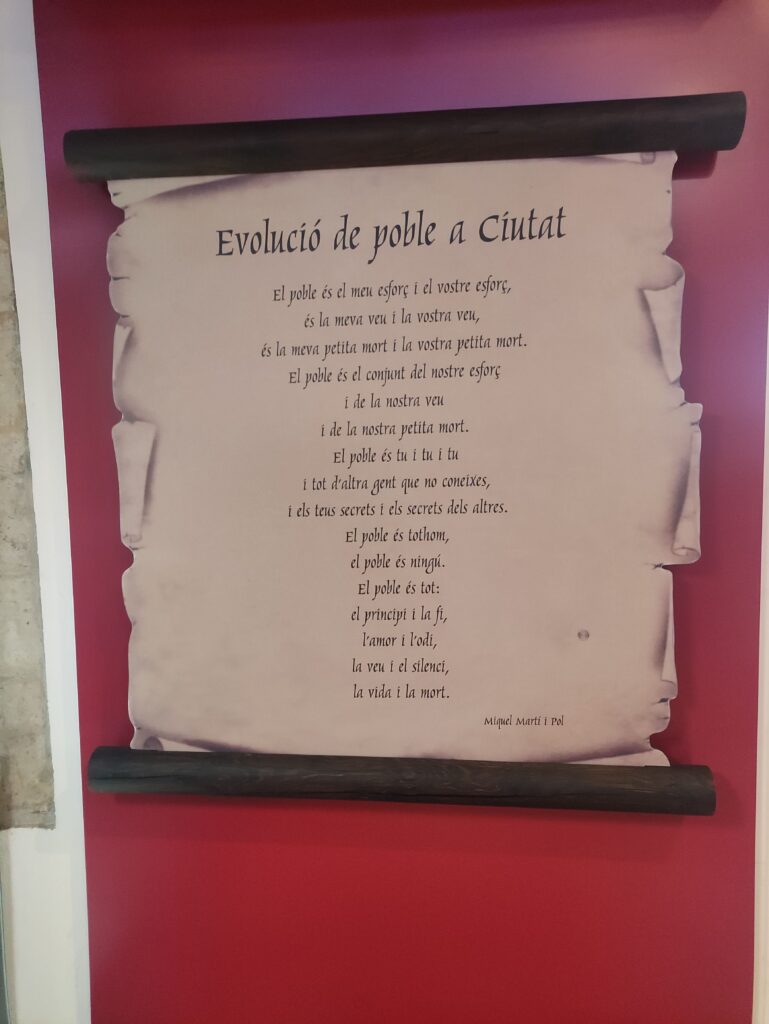 Evolució de poble a Ciutat
El poble és el meu esforç i el vostre esforç,
és la meva veu i la vostra veu,
és la meva petita mort i la vostra petita mort.
El poble és el conjunt del nostre esforç
i de la nostra veu
i de la nostra petita mort.
El poble és tu i tu i tu
i tot d'altra gent que no coneixes,
i els teus secrets i els secrets dels altres.
El poble és tothom,
el poble és ningú.
El poble és tot:
el principi i la fi,
l'amor i l'odi,
la veu i el silenci,
la vida i la mort.
Miquel Martí i Pol